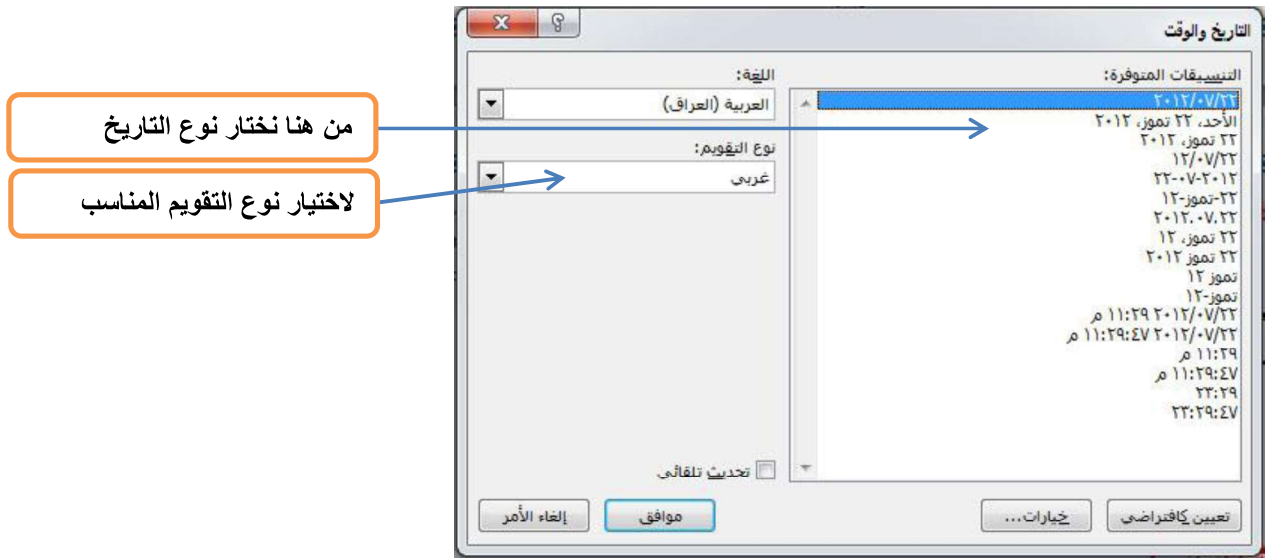 التاريخ والوقت
التنسيقات المتوفرة:
٢٠١٢/٠٧/٢٢
الأحد، ٢٢ تموز، ٢٠١٢
٢٢ تموز، ٢٠١٢
١٢/٠٧/٢٢
٢٢-٠٧-٢٠١٢
٢٢-تموز-١٢
٢٠١٢.٠٧.٢٢
٢٢ تموز، ١٢
٢٢ تموز ٢٠١٢
تموز ١٢
تموز-١٢
٢٠١٢/٠٧/٢٢ ١١:٢٩ م
٢٠١٢/٠٧/٢٢ ١١:٢٩:٤٧ م
١١:٢٩ م
١١:٢٩:٤٧ م
٢٣:٢٩
٢٣:٢٩:٤٧
اللغة:
العربية (العراق)
نوع التقويم:
غربي
تحديث تلقائي
تعيين كافتراضي
خيارات...
موافق
إلغاء الأمر
من هنا نختار نوع التاريخ
لاختيار نوع التقويم المناسب